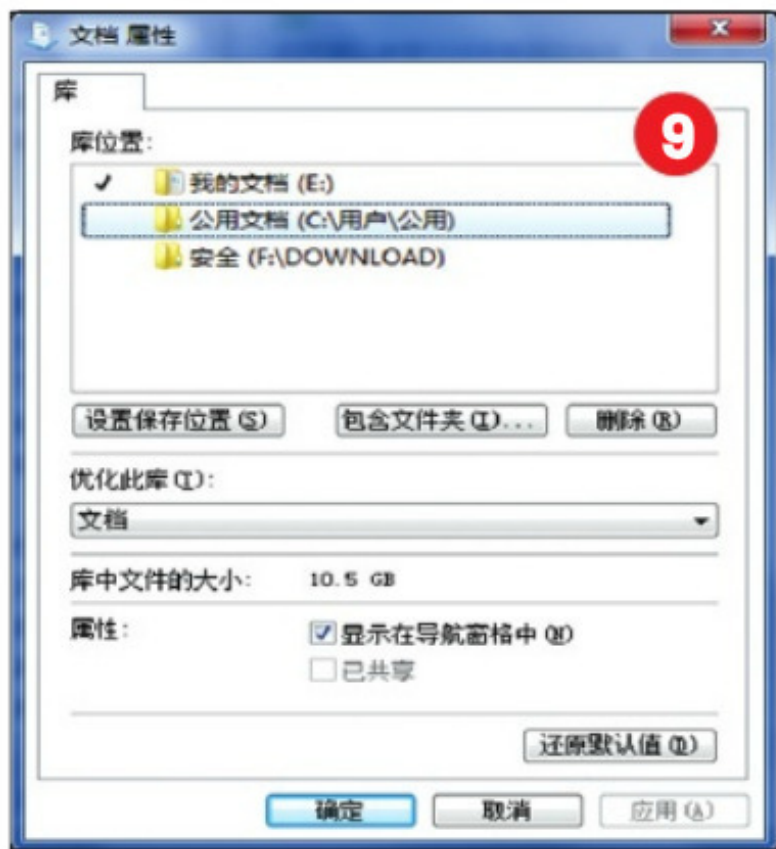 文档 属性
库
9
库位置:
✓ 我的文档 (E:)
公用文档 (C:\用户\公用)
安全 (F:\DOWNLOAD)
设置保存位置(S) 包含文件夹(I)... 删除(R)
优化此库(T):
文档
库中文件的大小: 10.5 GB
属性: 显示在导航窗格中(N)
已共享
还原默认值(D)
确定 取消 应用(A)